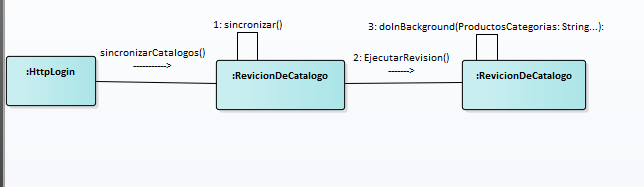 1: sincronizar()
3: doInBackground(ProductosCategorias: String...):
sincronizarCatalogos()
2: EjecutarRevision()
:HttpLogin
:RevicionDeCatalogo
:RevicionDeCatalogo